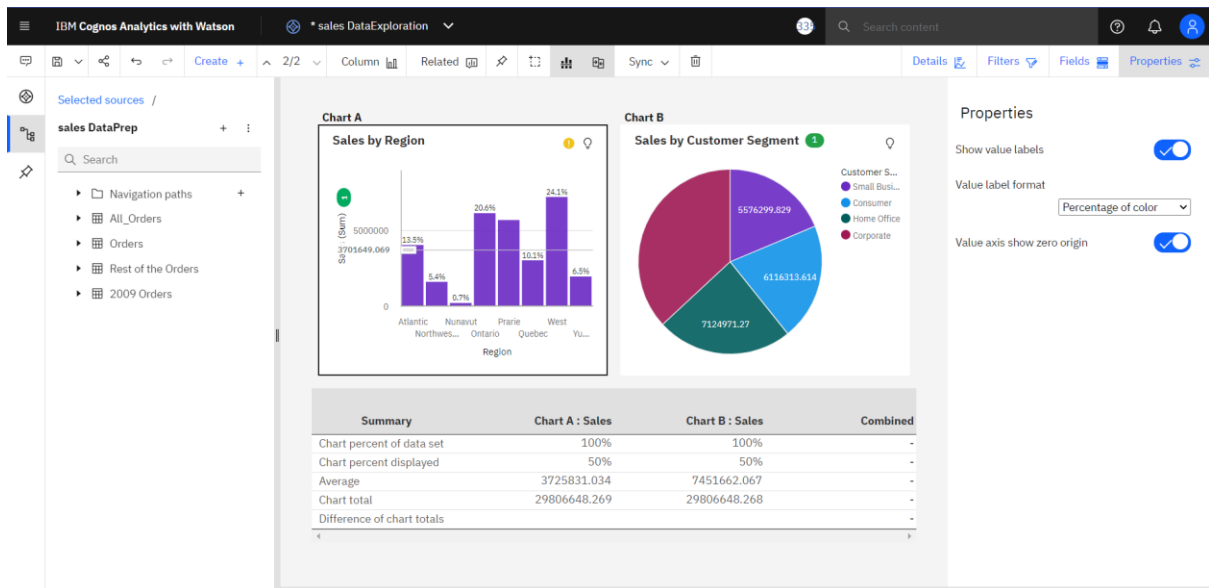 IBM Cognos Analytics with Watson
* sales DataExploration
Search content
Create +
2/2
Column
Related
Sync
Details
Filters
Fields
Properties
Selected sources /
sales DataPrep
Search
Navigation paths
All_Orders
Orders
Rest of the Orders
2009 Orders
Chart A
Sales by Region
1
Sales (Sum)
5000000
3701649.069
0
13.5%
5.4%
0.7%
20.6%
10.1%
24.1%
6.5%
Atlantic Nunavut Prarie West
Northwes... Ontario Quebec Yu...
Region
Chart B
Sales by Customer Segment 1
5576299.829
6116313.614
7124971.27
Customer S...
Small Busi...
Consumer
Home Office
Corporate
Summary Chart A : Sales Chart B : Sales Combined
Chart percent of data set 100% 100% -
Chart percent displayed 50% 50% -
Average 3725831.034 7451662.067 -
Chart total 29806648.269 29806648.268 -
Difference of chart totals -
Properties
Show value labels
Value label format
Percentage of color
Value axis show zero origin